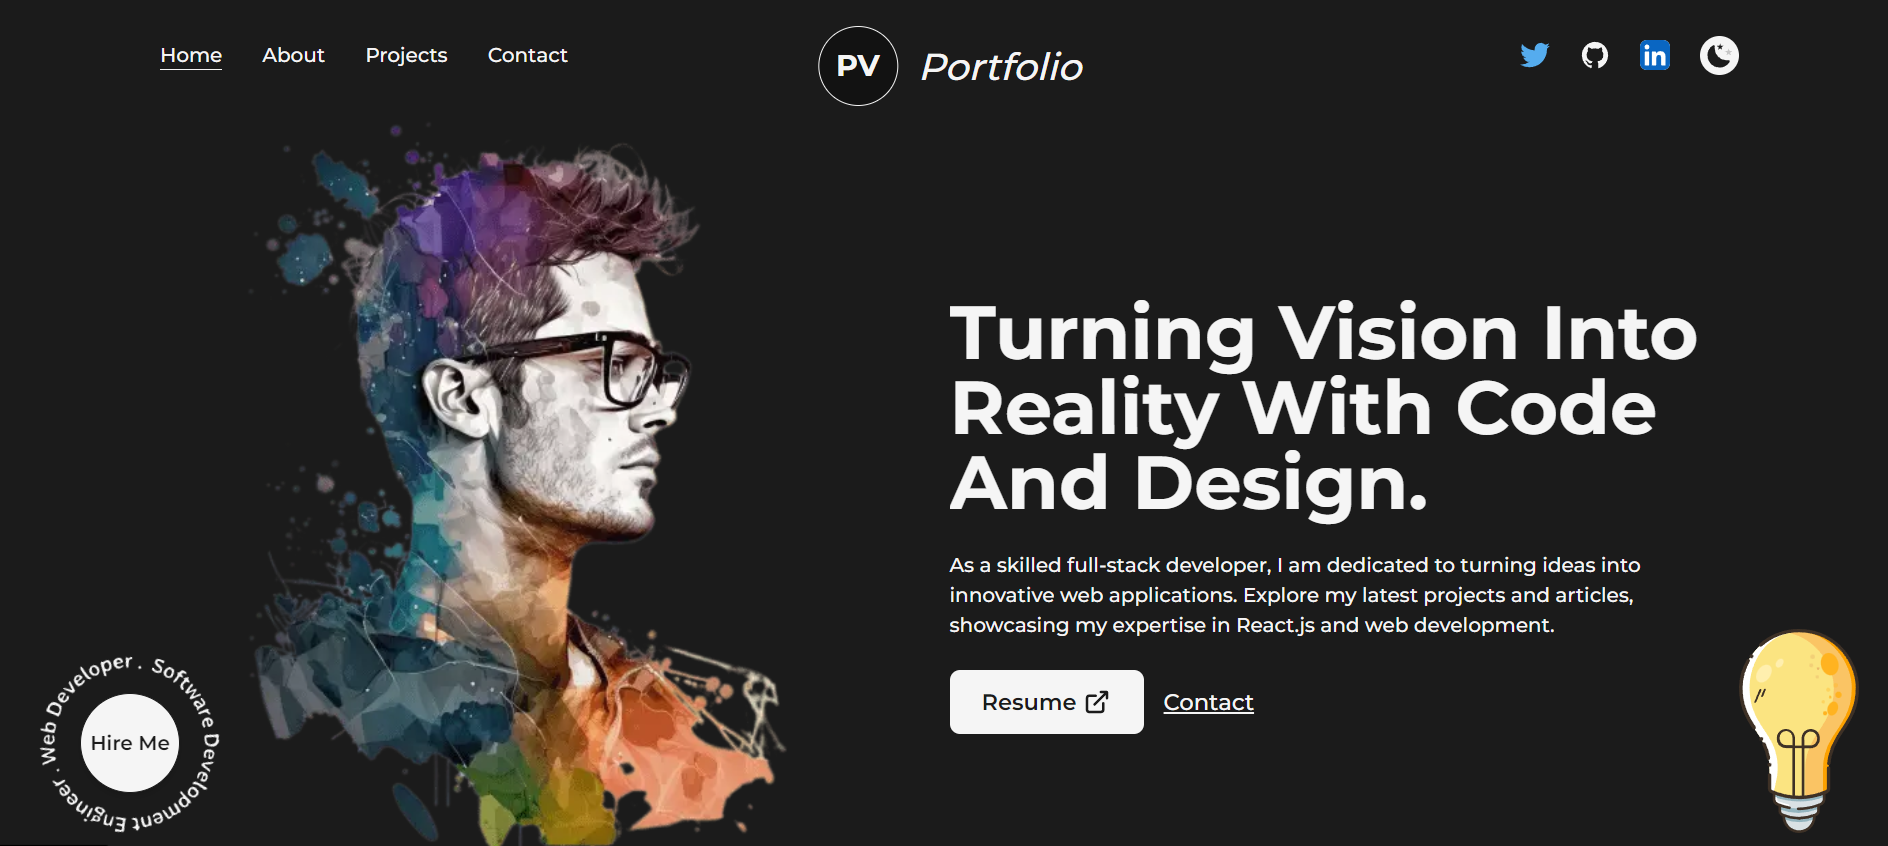 Home About Projects Contact
PV Portfolio
in
Turning Vision Into
Reality With Code
And Design.
As a skilled full-stack developer, I am dedicated to turning ideas into
innovative web applications. Explore my latest projects and articles,
showcasing my expertise in React.js and web development.
Resume Contact
Web Developer . Software Development Engineer .
Hire Me